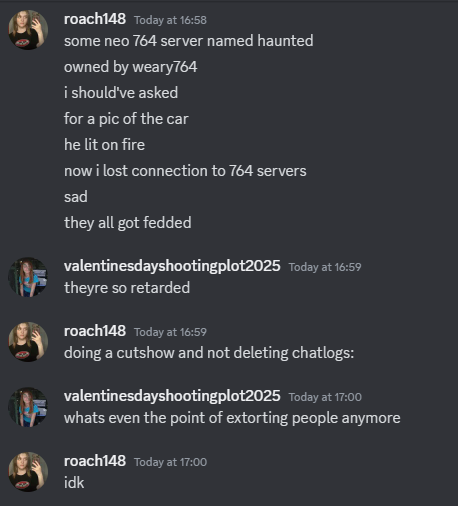 roach148 Today at 16:58
some neo 764 server named haunted
owned by weary764
i should've asked
for a pic of the car
he lit on fire
now i lost connection to 764 servers
sad
they all got fedded
valentinesdayshootingplot2025 Today at 16:59
theyre so retarded
roach148 Today at 16:59
doing a cutshow and not deleting chatlogs:
valentinesdayshootingplot2025 Today at 17:00
whats even the point of extorting people anymore
roach148 Today at 17:00
idk